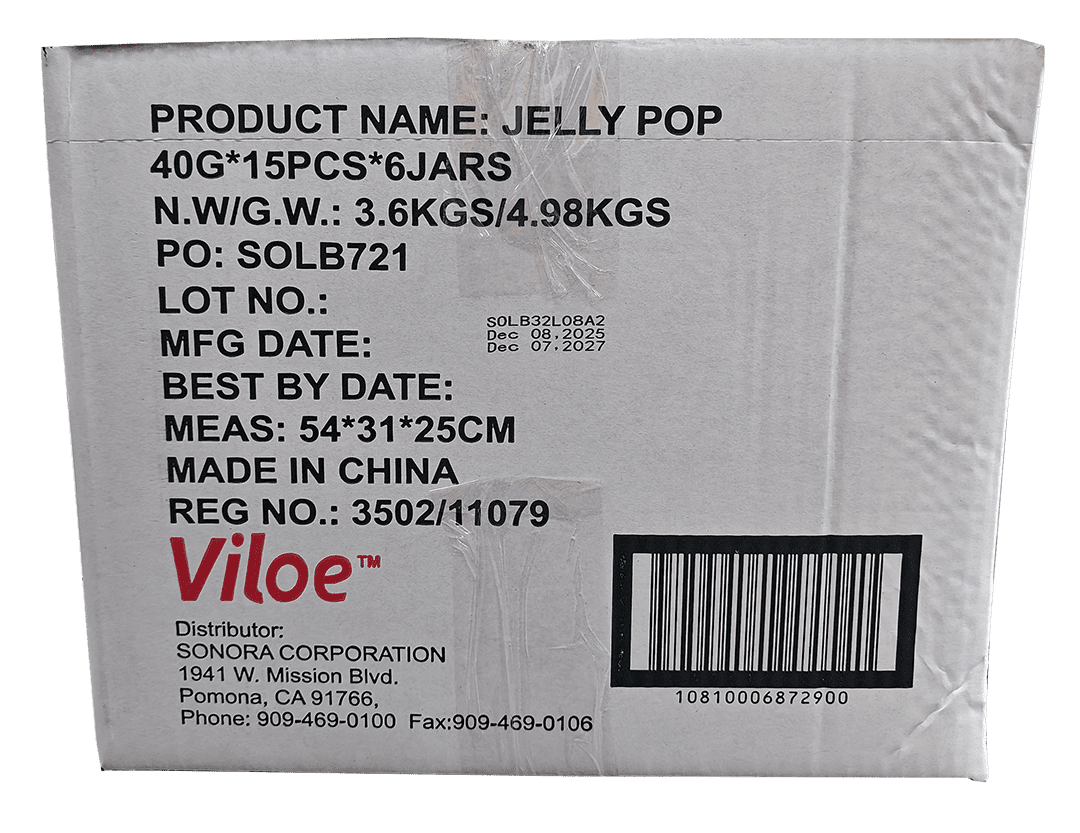 PRODUCT NAME: JELLY POP
40G*15PCS*6JARS
N.W/G.W.: 3.6KGS/4.98KGS
PO: SOLB721
LOT NO.:
SOLB32L08A2
MFG DATE:
Dec 08,2025
Dec 07,2027
BEST BY DATE:
MEAS: 54*31*25CM
MADE IN CHINA
REG NO.: 3502/11079
Viloe™
Distributor:
SONORA CORPORATION
1941 W. Mission Blvd.
Pomona, CA 91766,
Phone: 909-469-0100 Fax:909-469-0106
10810006872900